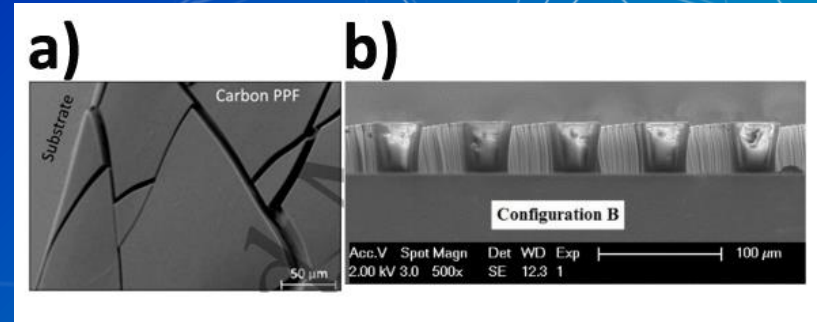 a)
b)
Substrate
Carbon PPF
50 µm
Configuration B
Acc.V Spot Magn Det WD Exp 100 µm
2.00 kV 3.0 500x SE 12.3 1